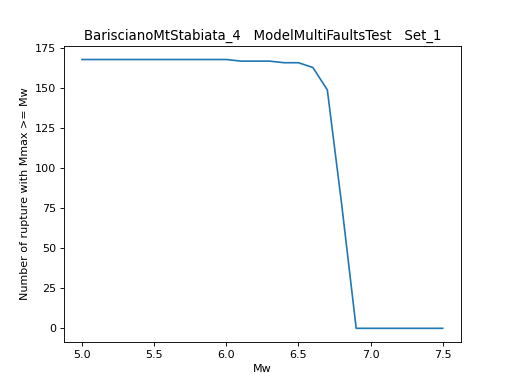 BariscianoMtStabiata_4   ModelMultiFaultsTest   Set_1
175
150
125
100
75
50
25
0
Number of rupture with Mmax >= Mw
5.0 5.5 6.0 6.5 7.0 7.5
Mw